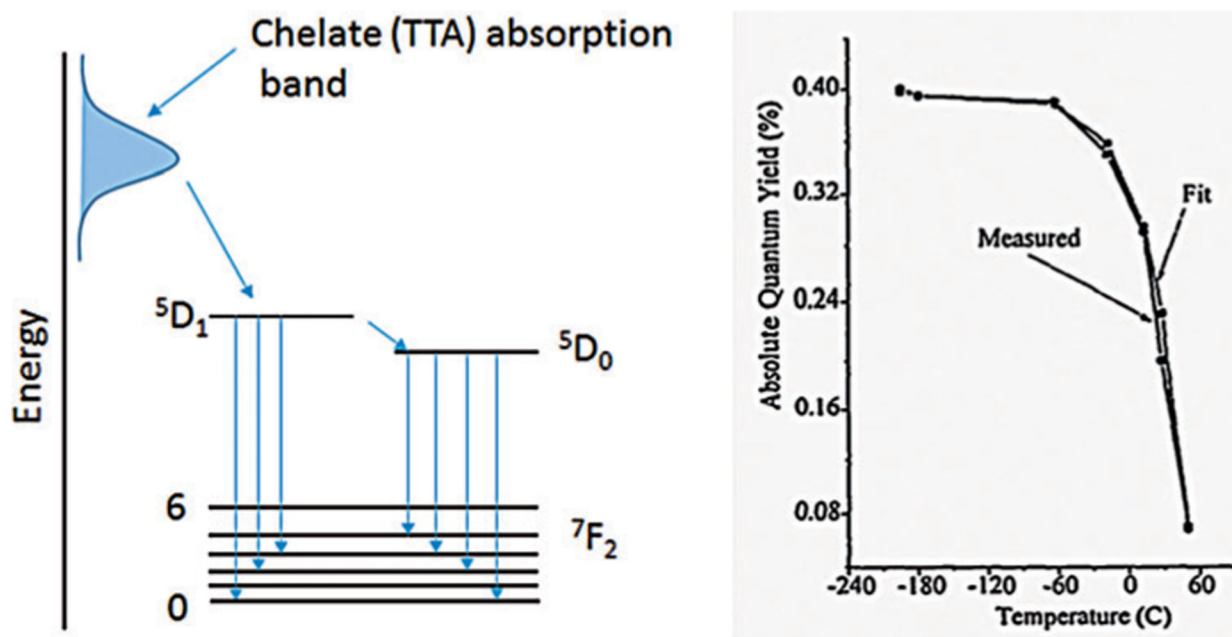 Chelate (TTA) absorption
band
Energy
⁵D₁
⁵D₀
6
⁷F₂
0
Absolute Quantum Yield (%)
0.40
0.32
0.24
0.16
0.08
Fit
Measured
-240 -180 -120 -60 0 60
Temperature (C)